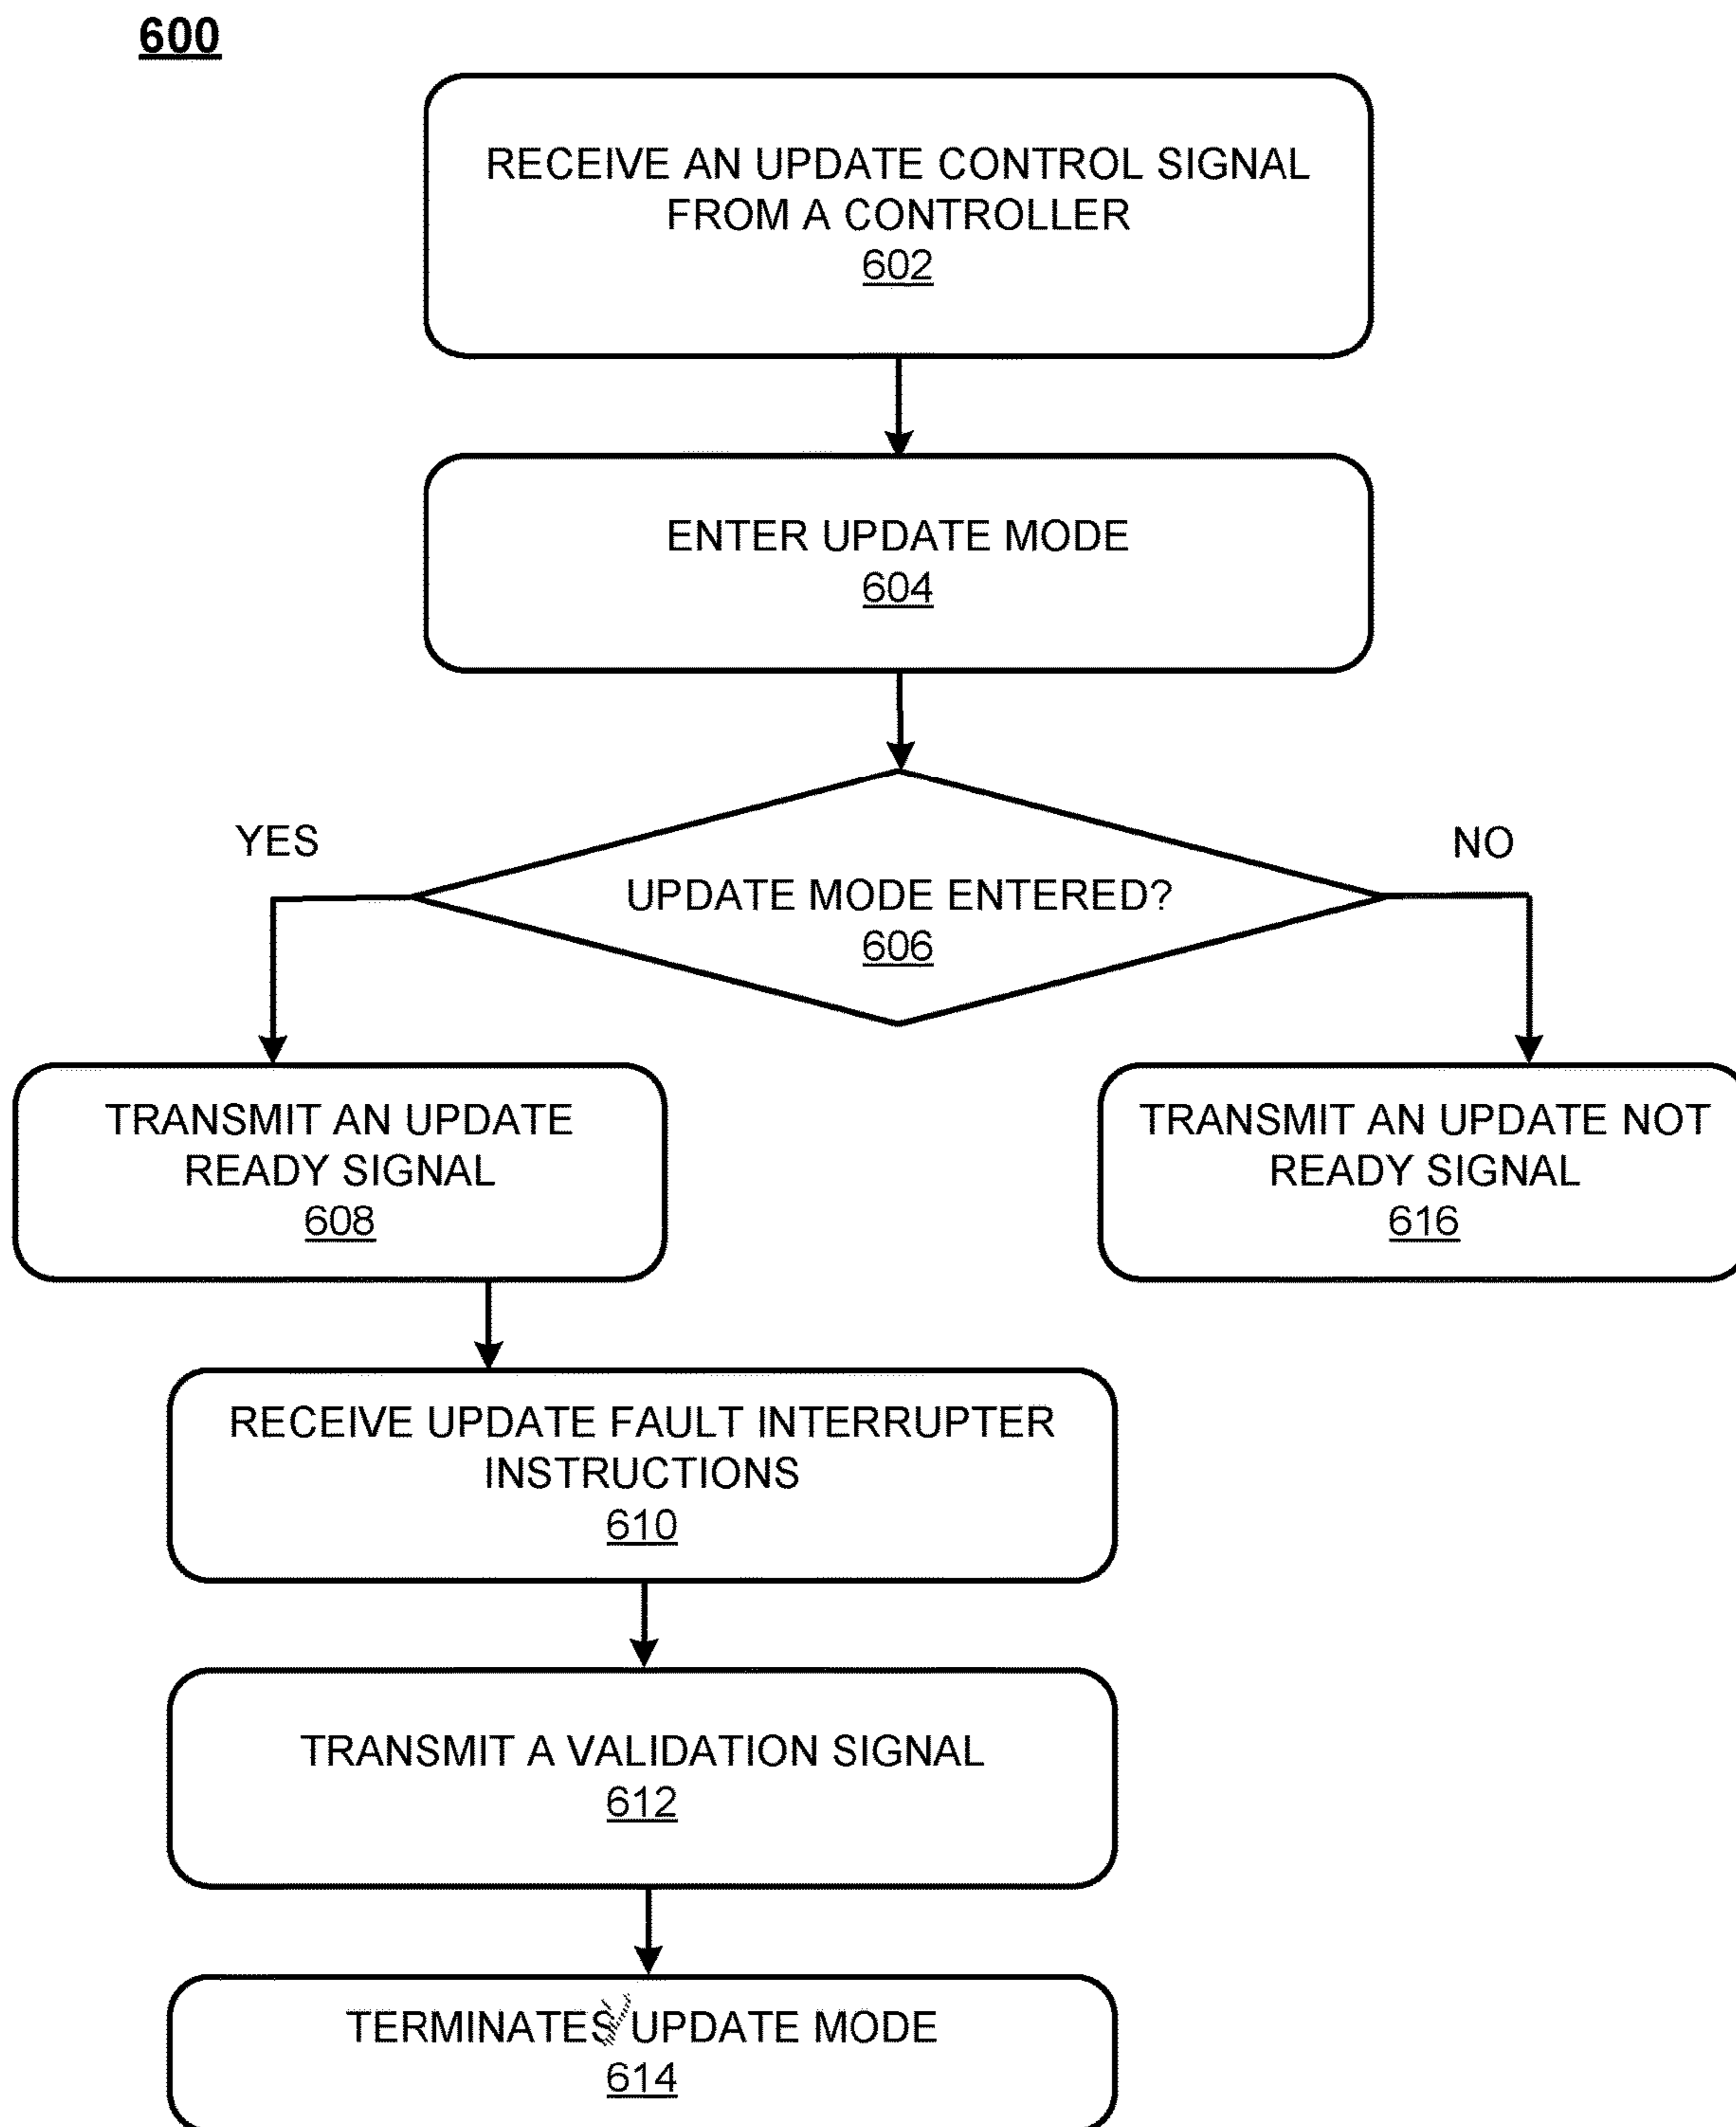 600
RECEIVE AN UPDATE CONTROL SIGNAL
FROM A CONTROLLER
602
ENTER UPDATE MODE
604
YES
NO
UPDATE MODE ENTERED?
606
TRANSMIT AN UPDATE
READY SIGNAL
608
TRANSMIT AN UPDATE NOT
READY SIGNAL
616
RECEIVE UPDATE FAULT INTERRUPTER
INSTRUCTIONS
610
TRANSMIT A VALIDATION SIGNAL
612
TERMINATES UPDATE MODE
614